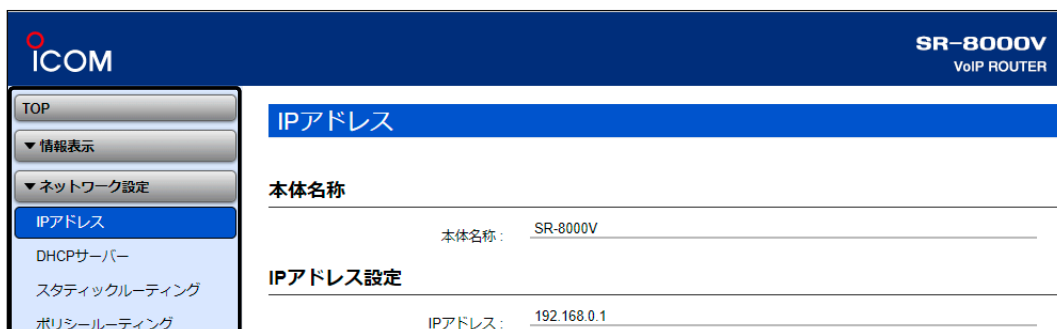 ICOM
SR-8000V
VoIP ROUTER
TOP
▼情報表示
▼ネットワーク設定
IPアドレス
DHCPサーバー
スタティックルーティング
ポリシールーティング
IPアドレス
本体名称
本体名称 : SR-8000V
IPアドレス設定
IPアドレス : 192.168.0.1